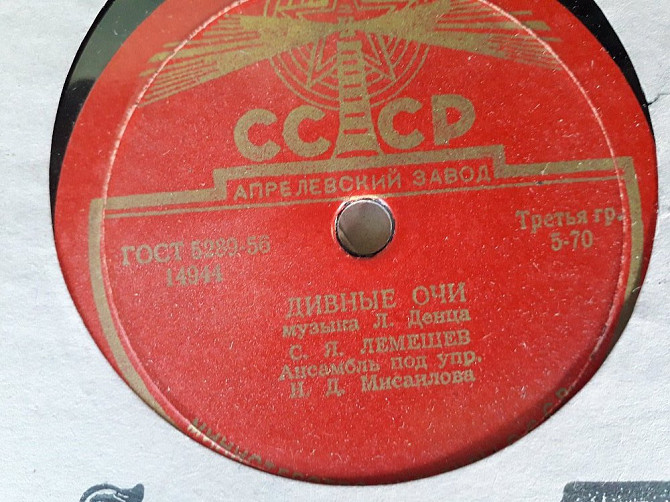 СССР
АПРЕЛЕВСКИЙ ЗАВОД
ГОСТ 5289-56
14944
Третья гр.
5-70
ДИВНЫЕ ОЧИ
музыка Л. Денца
С. Я. ЛЕМЕШЕВ
Ансамбль под упр.
Н. Д. Мисаилова